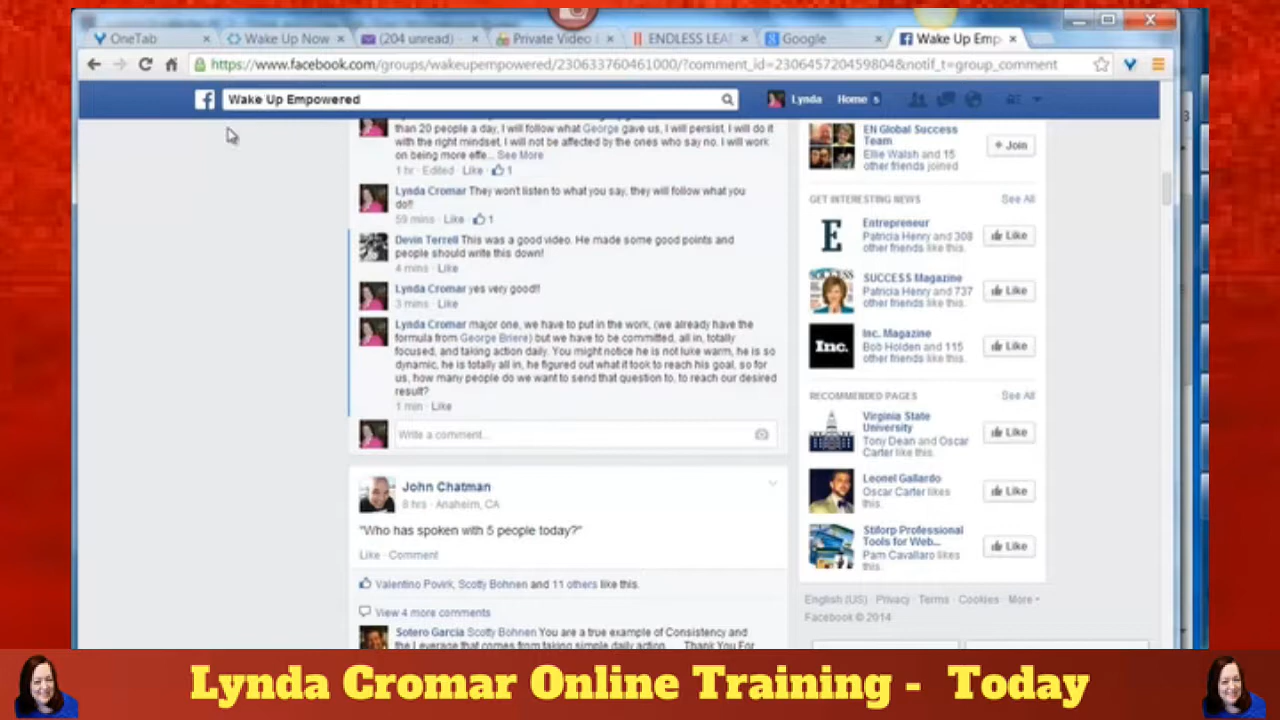 OneTab
Wake Up Now
(204 unread)
Private Video
ENDLESS LEA
Google
Wake Up Emp
https://www.facebook.com/groups/wakeupempowered/230633760461000/?comment_id=230645720459804&notif_t=group_comment
Wake Up Empowered
Lynda
Home 5
than 20 people a day, I will follow what George gave us, I will persist, I will do it
with the right mindset, I will not be affected by the ones who say no. I will work
on being more effe... See More
1 hr · Edited · Like · 1
Lynda Cromar They won't listen to what you say, they will follow what you
do!!
59 mins · Like · 1
Devin Terrell This was a good video. He made some good points and
people should write this down!
4 mins · Like
Lynda Cromar yes very good!!
3 mins · Like
Lynda Cromar major one, we have to put in the work, (we already have the
formula from George Briere) but we have to be committed, all in, totally
focused, and taking action daily. You might notice he is not luke warm, he is so
dynamic, he is totally all in, he figured out what it took to reach his goal, so for
us, how many people do we want to send that question to, to reach our desired
result?
1 min · Like
Write a comment...
John Chatman
8 hrs · Anaheim, CA
"Who has spoken with 5 people today?"
Like · Comment
Valentino Povirk, Scotty Bohnen and 11 others like this.
View 4 more comments
Sotero Garcia Scotty Bohnen You are a true example of Consistency and
the Leverage that comes from taking simple daily action.... Thank You For
EN Global Success
Team
Ellie Walsh and 15
other friends joined
+ Join
GET INTERESTING NEWS
See All
Entrepreneur
Patricia Henry and 308
other friends like this.
Like
SUCCESS Magazine
Patricia Henry and 737
other friends like this.
Like
Inc.
Inc. Magazine
Bob Holden and 115
other friends like this.
Like
RECOMMENDED PAGES
See All
Virginia State
University
Tony Dean and Oscar
Carter like this.
Like
Leonel Gallardo
Oscar Carter likes
this.
Like
Stiforp Professional
Tools for Web...
Pam Cavallaro likes
this.
Like
English (US) · Privacy · Terms · Cookies · More
Facebook © 2014
Lynda Cromar Online Training - Today